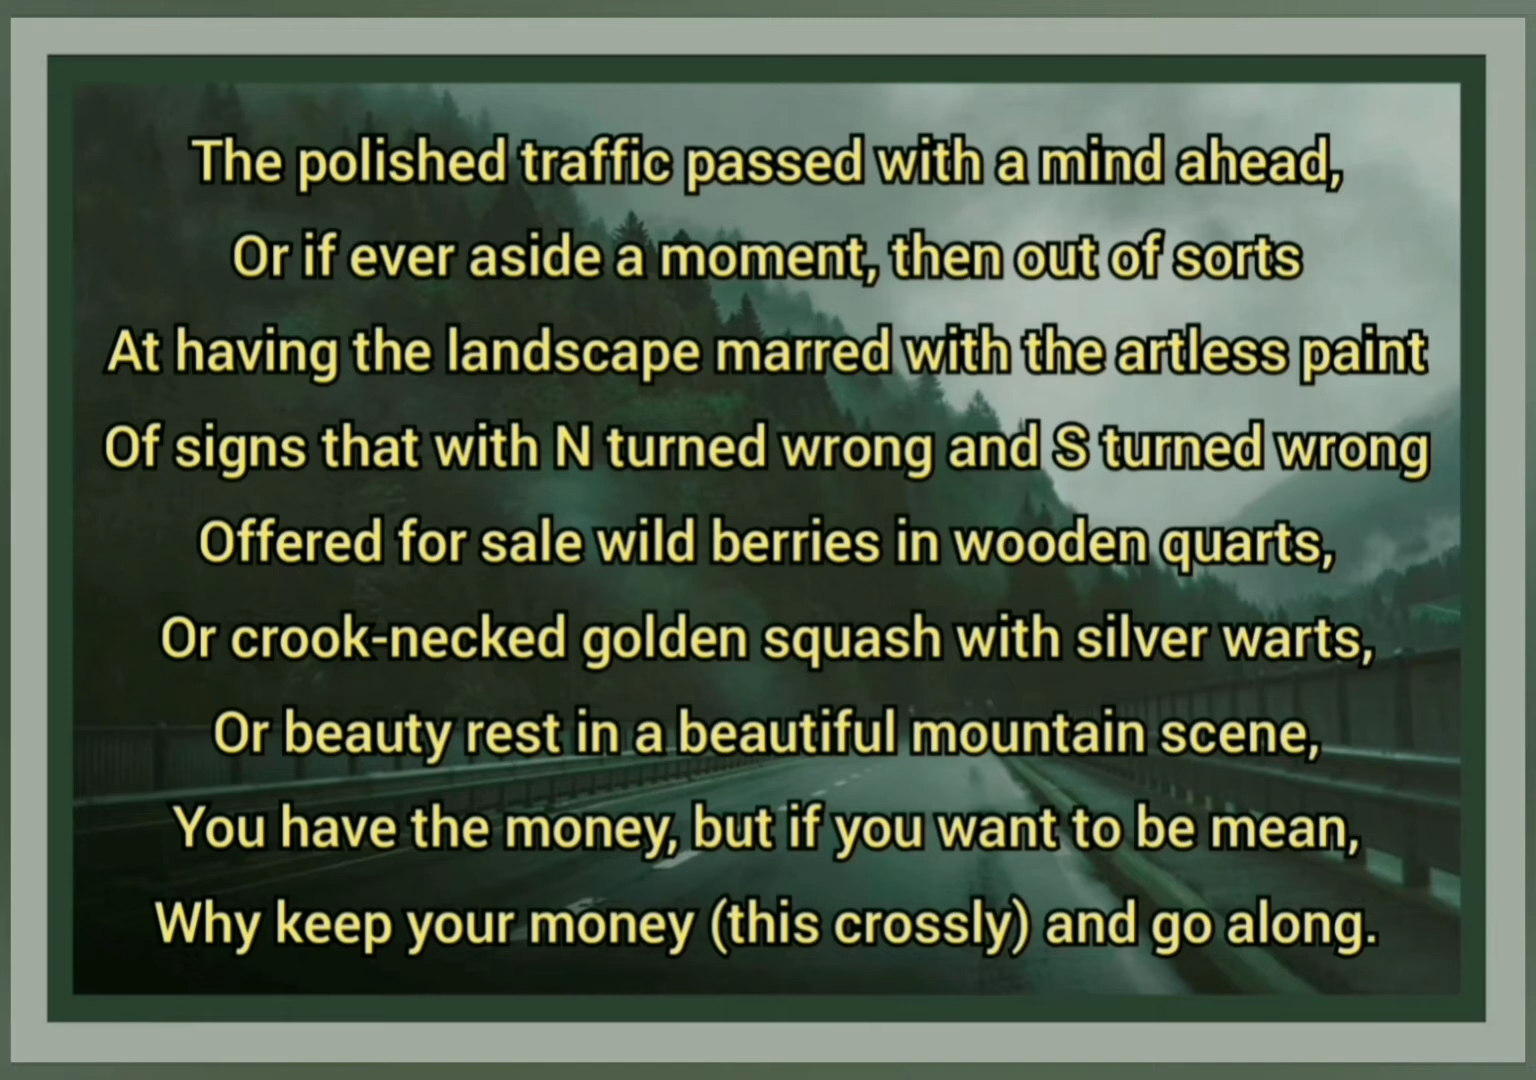 The polished traffic passed with a mind ahead,
Or if ever aside a moment, then out of sorts
At having the landscape marred with the artless paint
Of signs that with N turned wrong and S turned wrong
Offered for sale wild berries in wooden quarts,
Or crook-necked golden squash with silver warts,
Or beauty rest in a beautiful mountain scene,
You have the money, but if you want to be mean,
Why keep your money (this crossly) and go along.